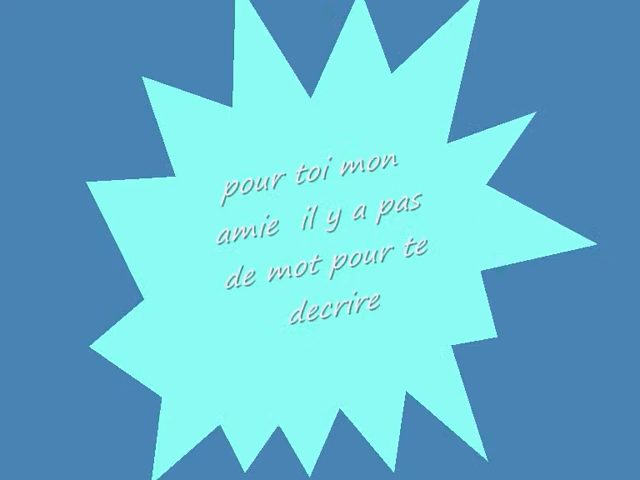 pour toi mon
amie il y a pas
de mot pour te
decrire